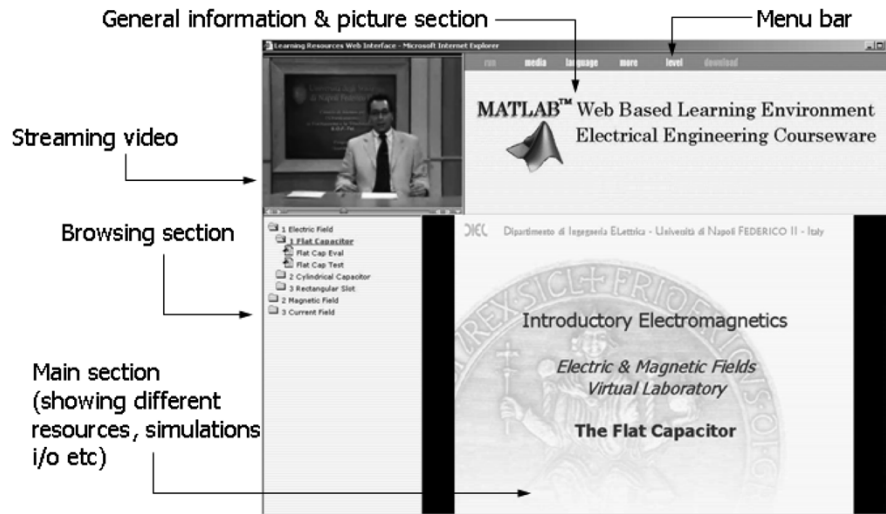 General information & picture section
Menu bar
Learning Resources Web Interface - Microsoft Internet Explorer
media language more level download
MATLAB™ Web Based Learning Environment
Electrical Engineering Courseware
Streaming video
Browsing section
1 Electric Field
1 Flat Capacitor
Flat Cap Eval
Flat Cap Test
2 Cylindrical Capacitor
3 Rectangular Slot
2 Magnetic Field
3 Current Field
DIEL Dipartimento di Ingegneria ELettrica - Università di Napoli FEDERICO II - Italy
Introductory Electromagnetics
Electric & Magnetic Fields
Virtual Laboratory
The Flat Capacitor
Main section
(showing different
resources, simulations
i/o etc)